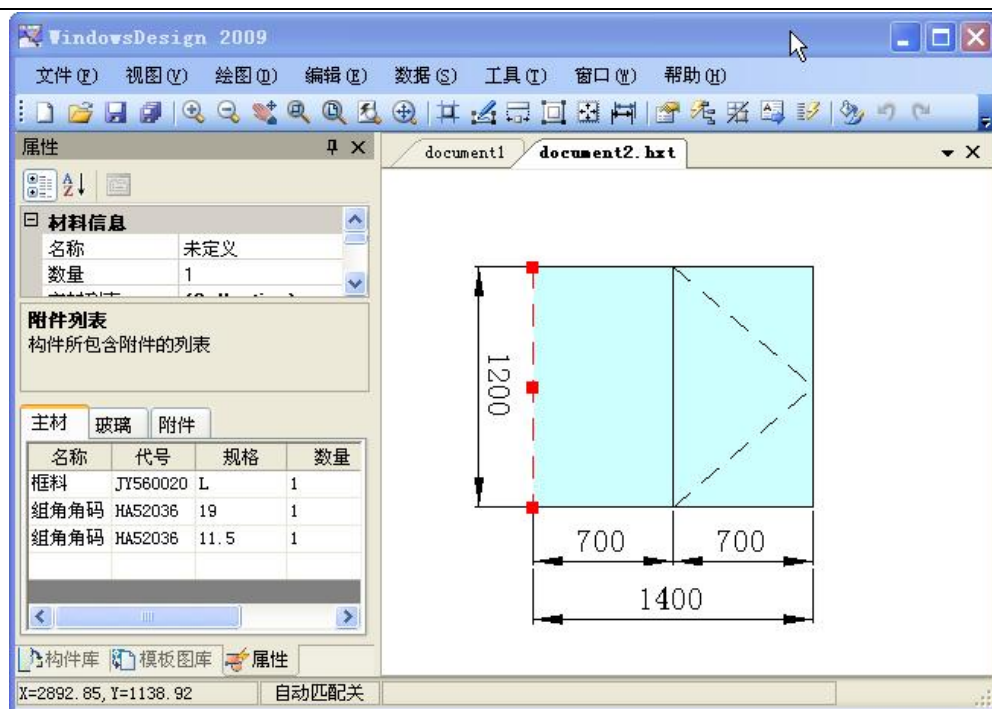 WindowsDesign 2009
文件(F) 视图(V) 绘图(D) 编辑(E) 数据(S) 工具(T) 窗口(W) 帮助(H)
属性
document1 document2.hxt
材料信息
名称 未定义
数量 1
附件列表
构件所包含附件的列表
主材 玻璃 附件
名称 代号 规格 数量
框料 JY560020 L 1
组角角码 HA52036 19 1
组角角码 HA52036 11.5 1
1200
700 700
1400
构件库 模板图库 属性
X=2892.85, Y=1138.92 自动匹配关